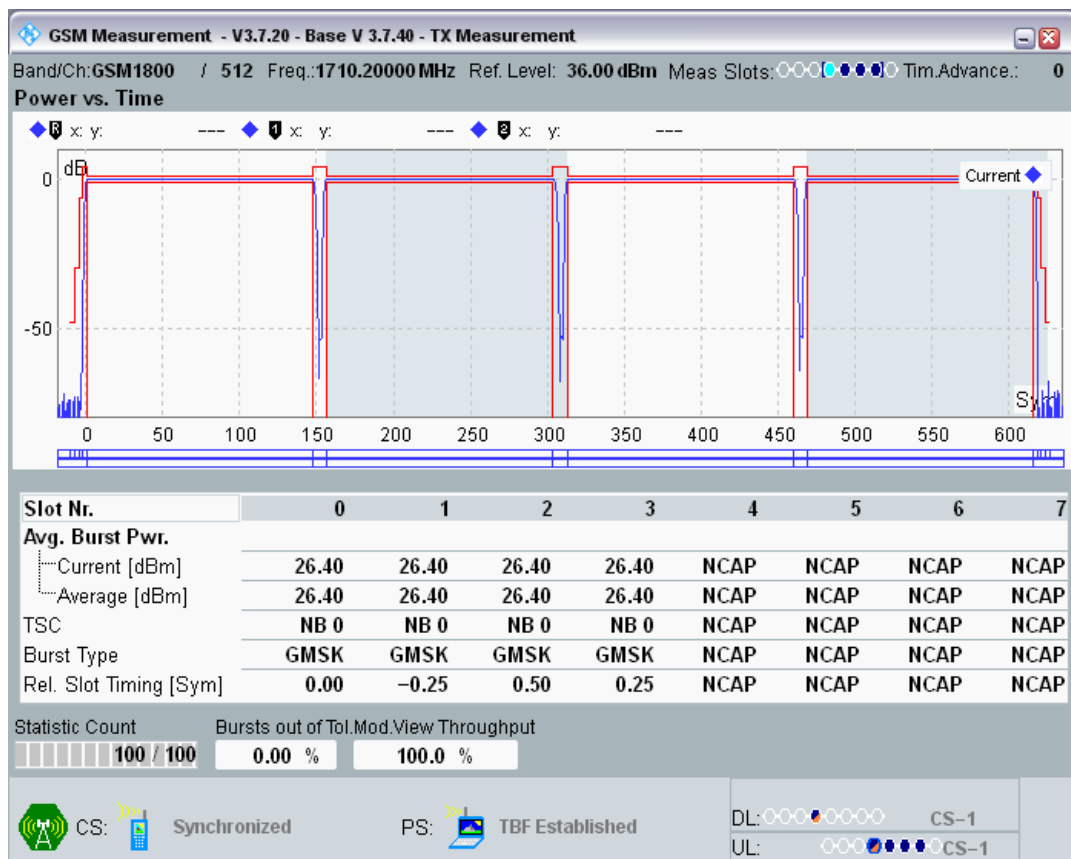 GSM Measurement - V3.7.20 - Base V 3.7.40 - TX Measurement
Band/Ch:GSM1800 / 512 Freq.:1710.20000 MHz Ref. Level: 36.00 dBm Meas Slots: Tim.Advance.: 0
Power vs. Time
R x: y: --- 1 x: y: --- 2 x: y: ---
dB
0
Current
-50
0 50 100 150 200 250 300 350 400 450 500 550 600
Slot Nr. 0 1 2 3 4 5 6 7
Avg. Burst Pwr.
Current [dBm] 26.40 26.40 26.40 26.40 NCAP NCAP NCAP NCAP
Average [dBm] 26.40 26.40 26.40 26.40 NCAP NCAP NCAP NCAP
TSC NB 0 NB 0 NB 0 NB 0 NCAP NCAP NCAP NCAP
Burst Type GMSK GMSK GMSK GMSK NCAP NCAP NCAP NCAP
Rel. Slot Timing [Sym] 0.00 −0.25 0.50 0.25 NCAP NCAP NCAP NCAP
Statistic Count Bursts out of Tol.Mod.View Throughput
100 / 100 0.00 % 100.0 %
CS: Synchronized PS: TBF Established DL: CS−1
UL: CS−1